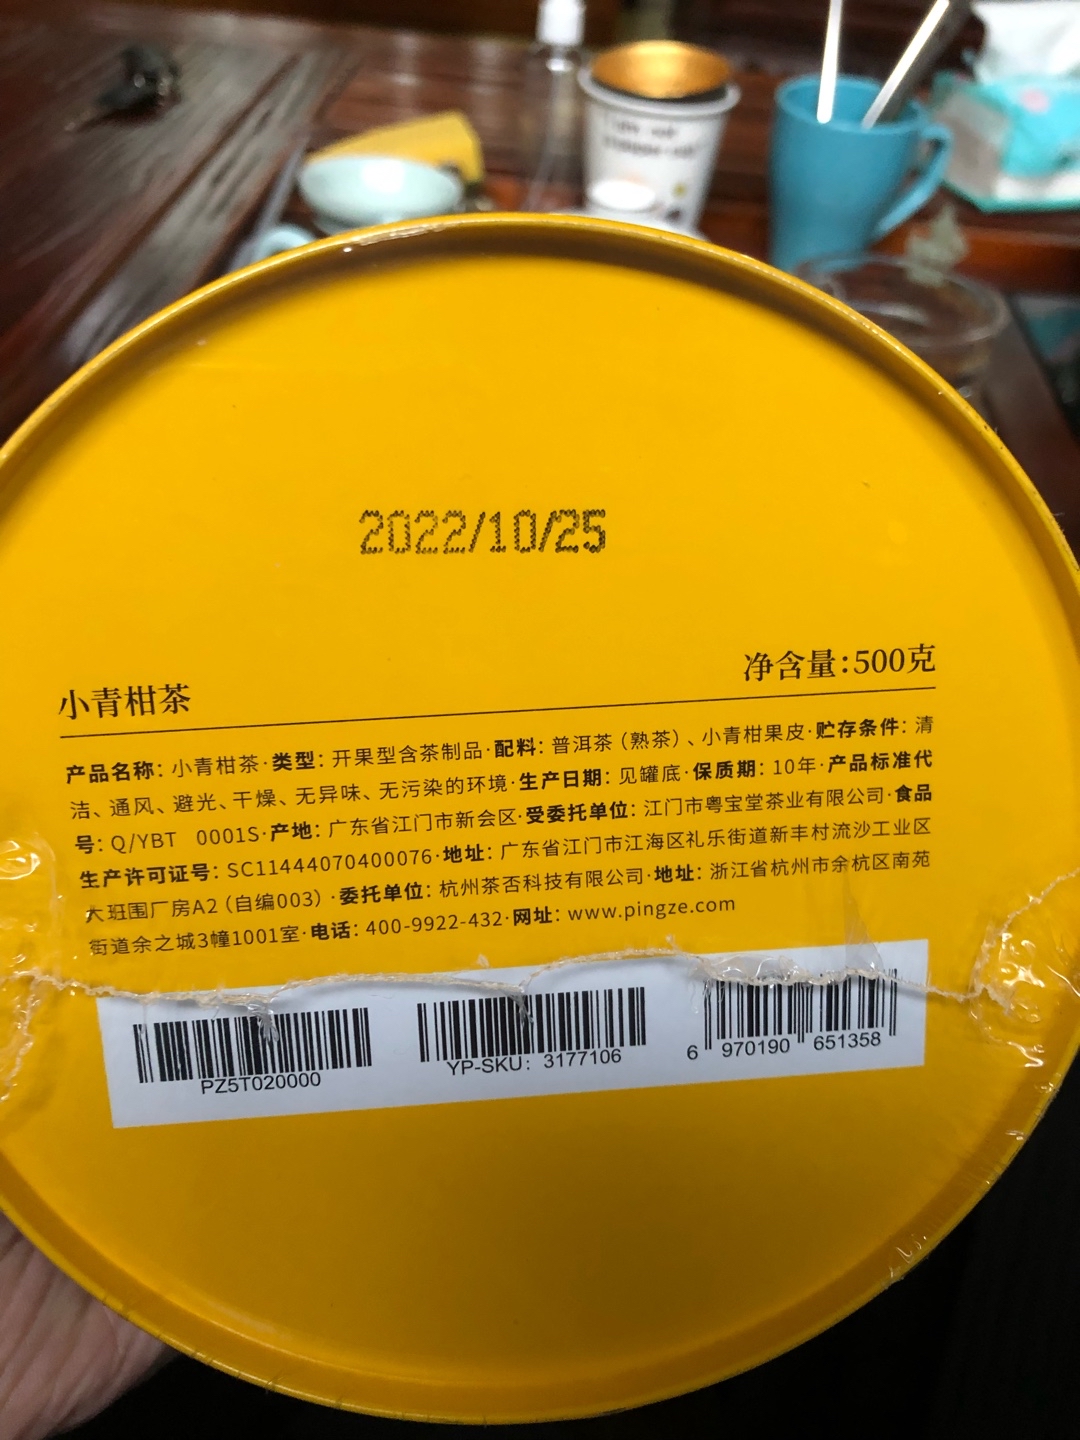 2022/10/25
小青柑茶
净含量:500克
产品名称: 小青柑茶·类型: 开果型含茶制品·配料: 普洱茶（熟茶）、小青柑果皮·贮存条件: 清
洁、通风、避光、干燥、无异味、无污染的环境·生产日期: 见罐底·保质期: 10年·产品标准代
号: Q/YBT 0001S·产地: 广东省江门市新会区·受委托单位: 江门市粤宝堂茶业有限公司·食品
生产许可证号: SC11444070400076·地址: 广东省江门市江海区礼乐街道新丰村流沙工业区
大班围厂房A2（自编003）·委托单位: 杭州茶否科技有限公司·地址: 浙江省杭州市余杭区南苑
街道余之城3幢1001室·电话: 400-9922-432·网址: www.pingze.com
PZ5T020000
YP-SKU: 3177106
6 970190 651358